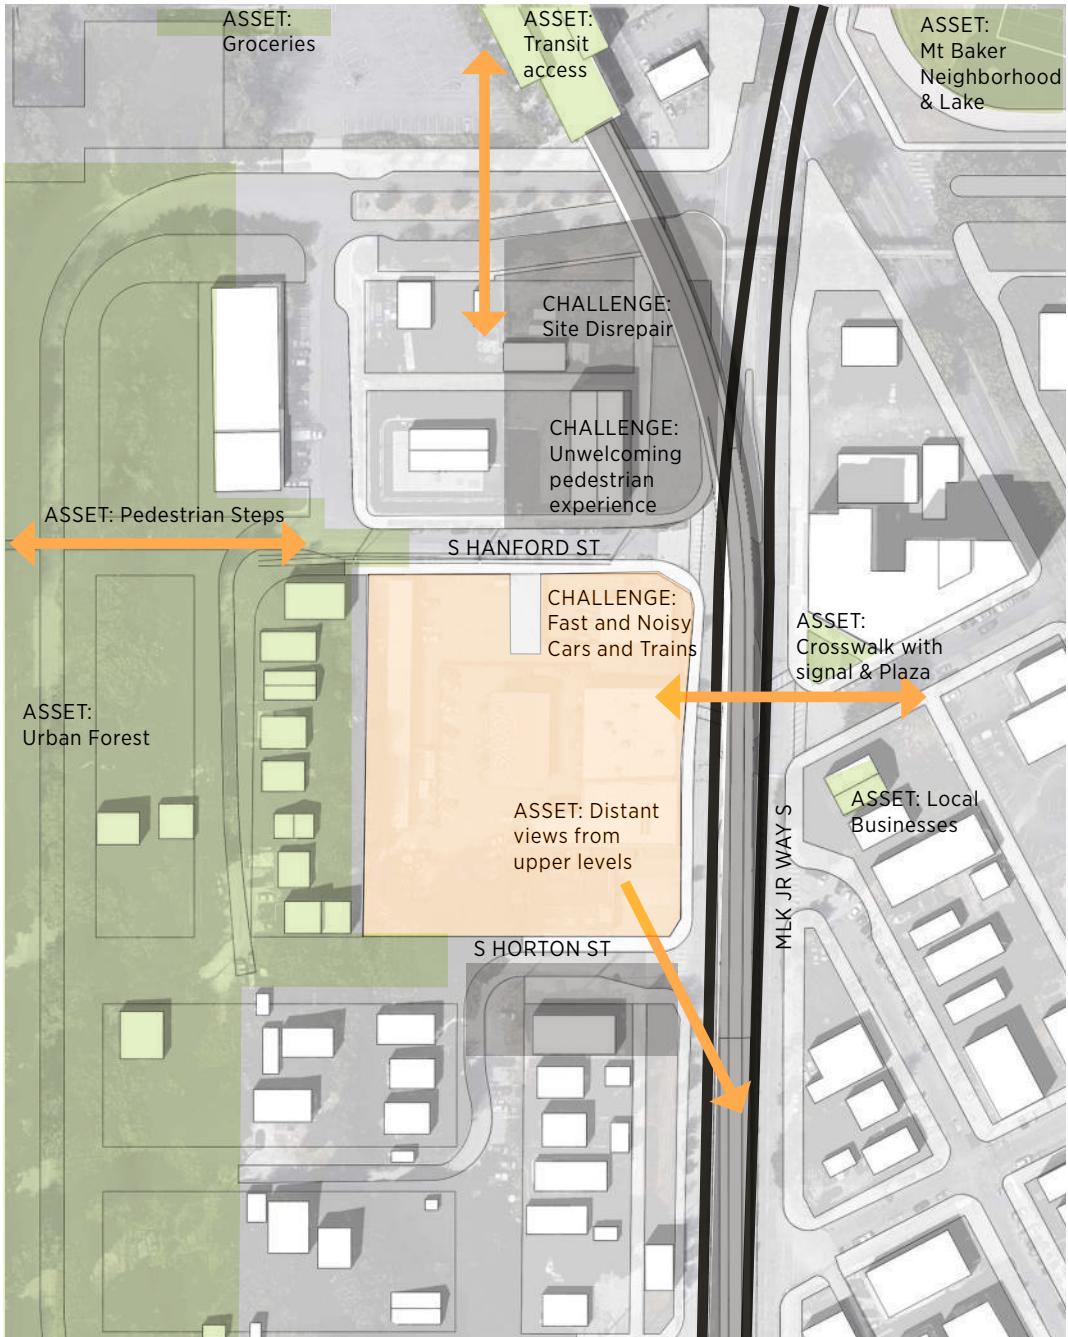 ASSET:
Groceries
ASSET:
Transit
access
ASSET:
Mt Baker
Neighborhood
& Lake
CHALLENGE:
Site Disrepair
CHALLENGE:
Unwelcoming
pedestrian
experience
ASSET: Pedestrian Steps
S HANFORD ST
CHALLENGE:
Fast and Noisy
Cars and Trains
ASSET:
Crosswalk with
signal & Plaza
ASSET:
Urban Forest
ASSET: Distant
views from
upper levels
ASSET: Local
Businesses
MLK JR WAY S
S HORTON ST